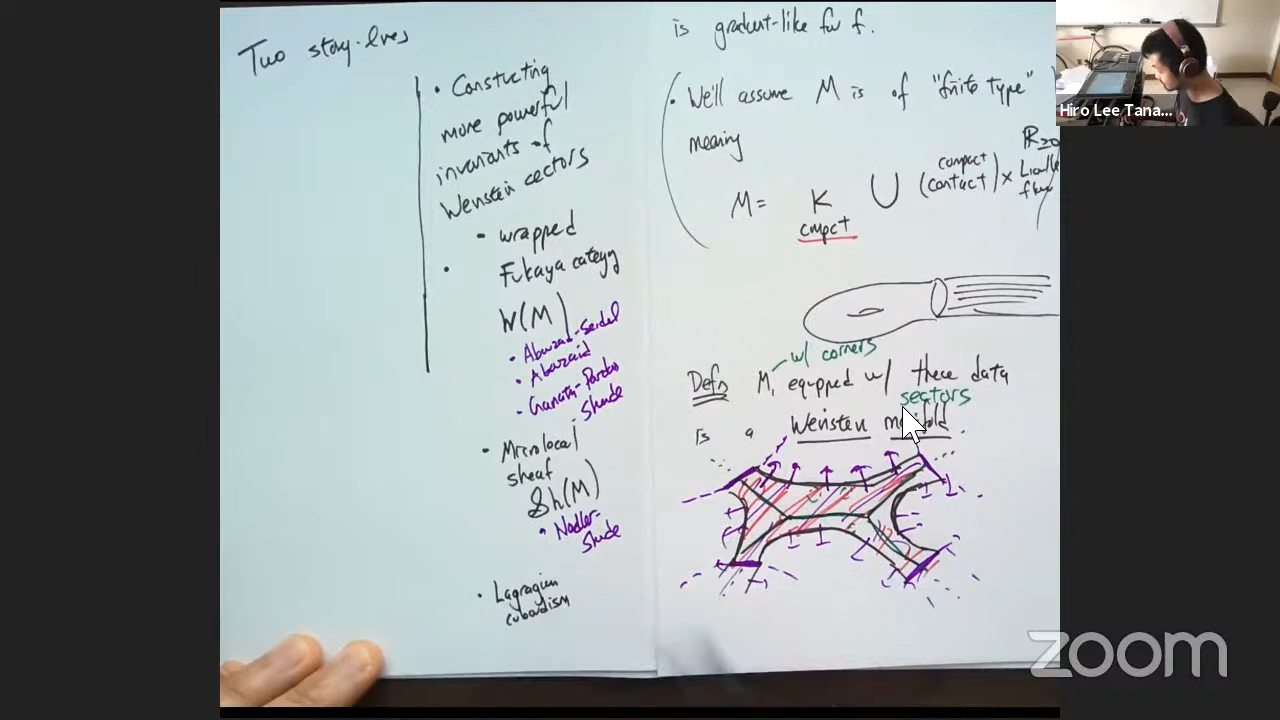 Two story-lines
• Constructing
more powerful
invariants of
Weinstein sectors
• wrapped
Fukaya category
W(M)
• Abouzaid-Seidel
• Abouzaid
• Ganatra-Pardon
-Shende
• Microlocal
sheaf
Sh(M)
• Nadler-
Shende
• Lagrangian
cobordism
is gradient-like for f.
• We'll assume M is of "finite type"
meaning
M = K ∪ (compact contact) × ℝ≥0
cmpct
w/ corners
Defn M, equipped w/ these data
sectors
is a Weinstein manifold.
Hiro Lee Tana...
zoom